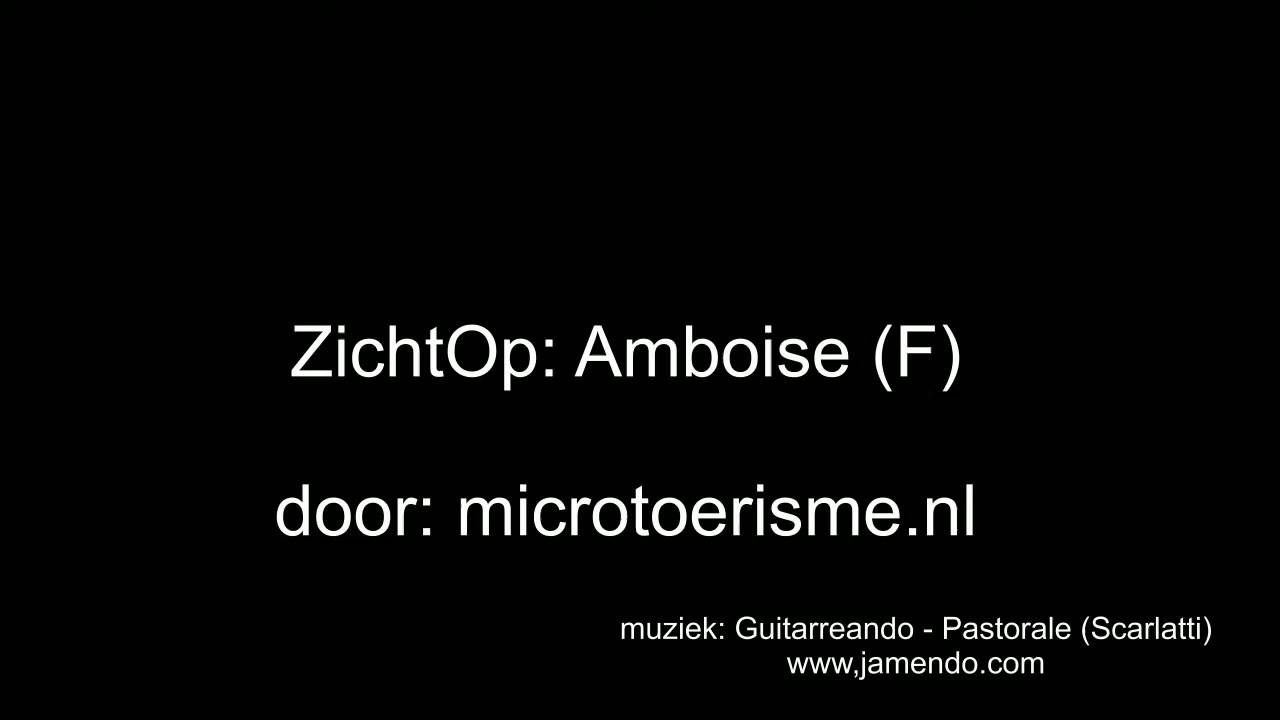 ZichtOp: Amboise (F)
door: microtoerisme.nl
muziek: Guitarreando - Pastorale (Scarlatti)
www,jamendo.com